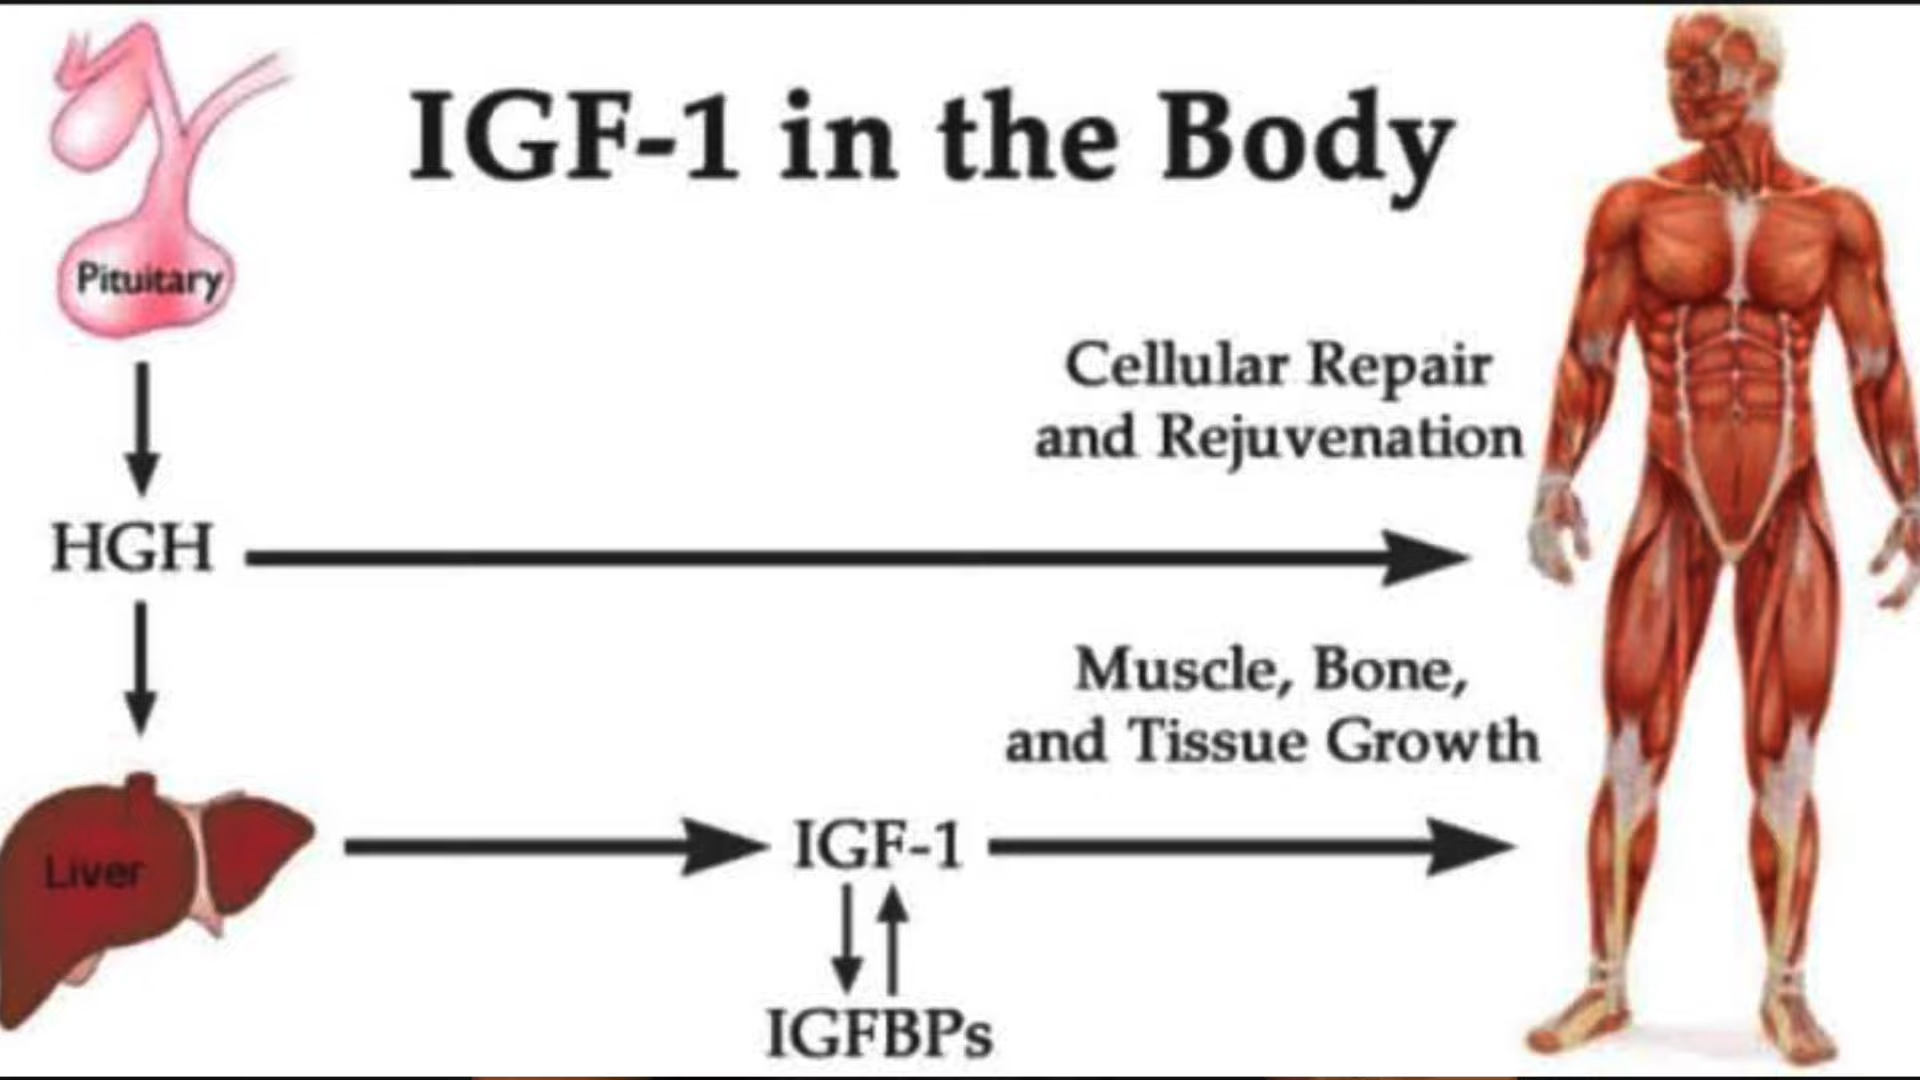 IGF-1 in the Body
Pituitary
HGH
Cellular Repair
and Rejuvenation
Muscle, Bone,
and Tissue Growth
Liver
IGF-1
IGFBPs